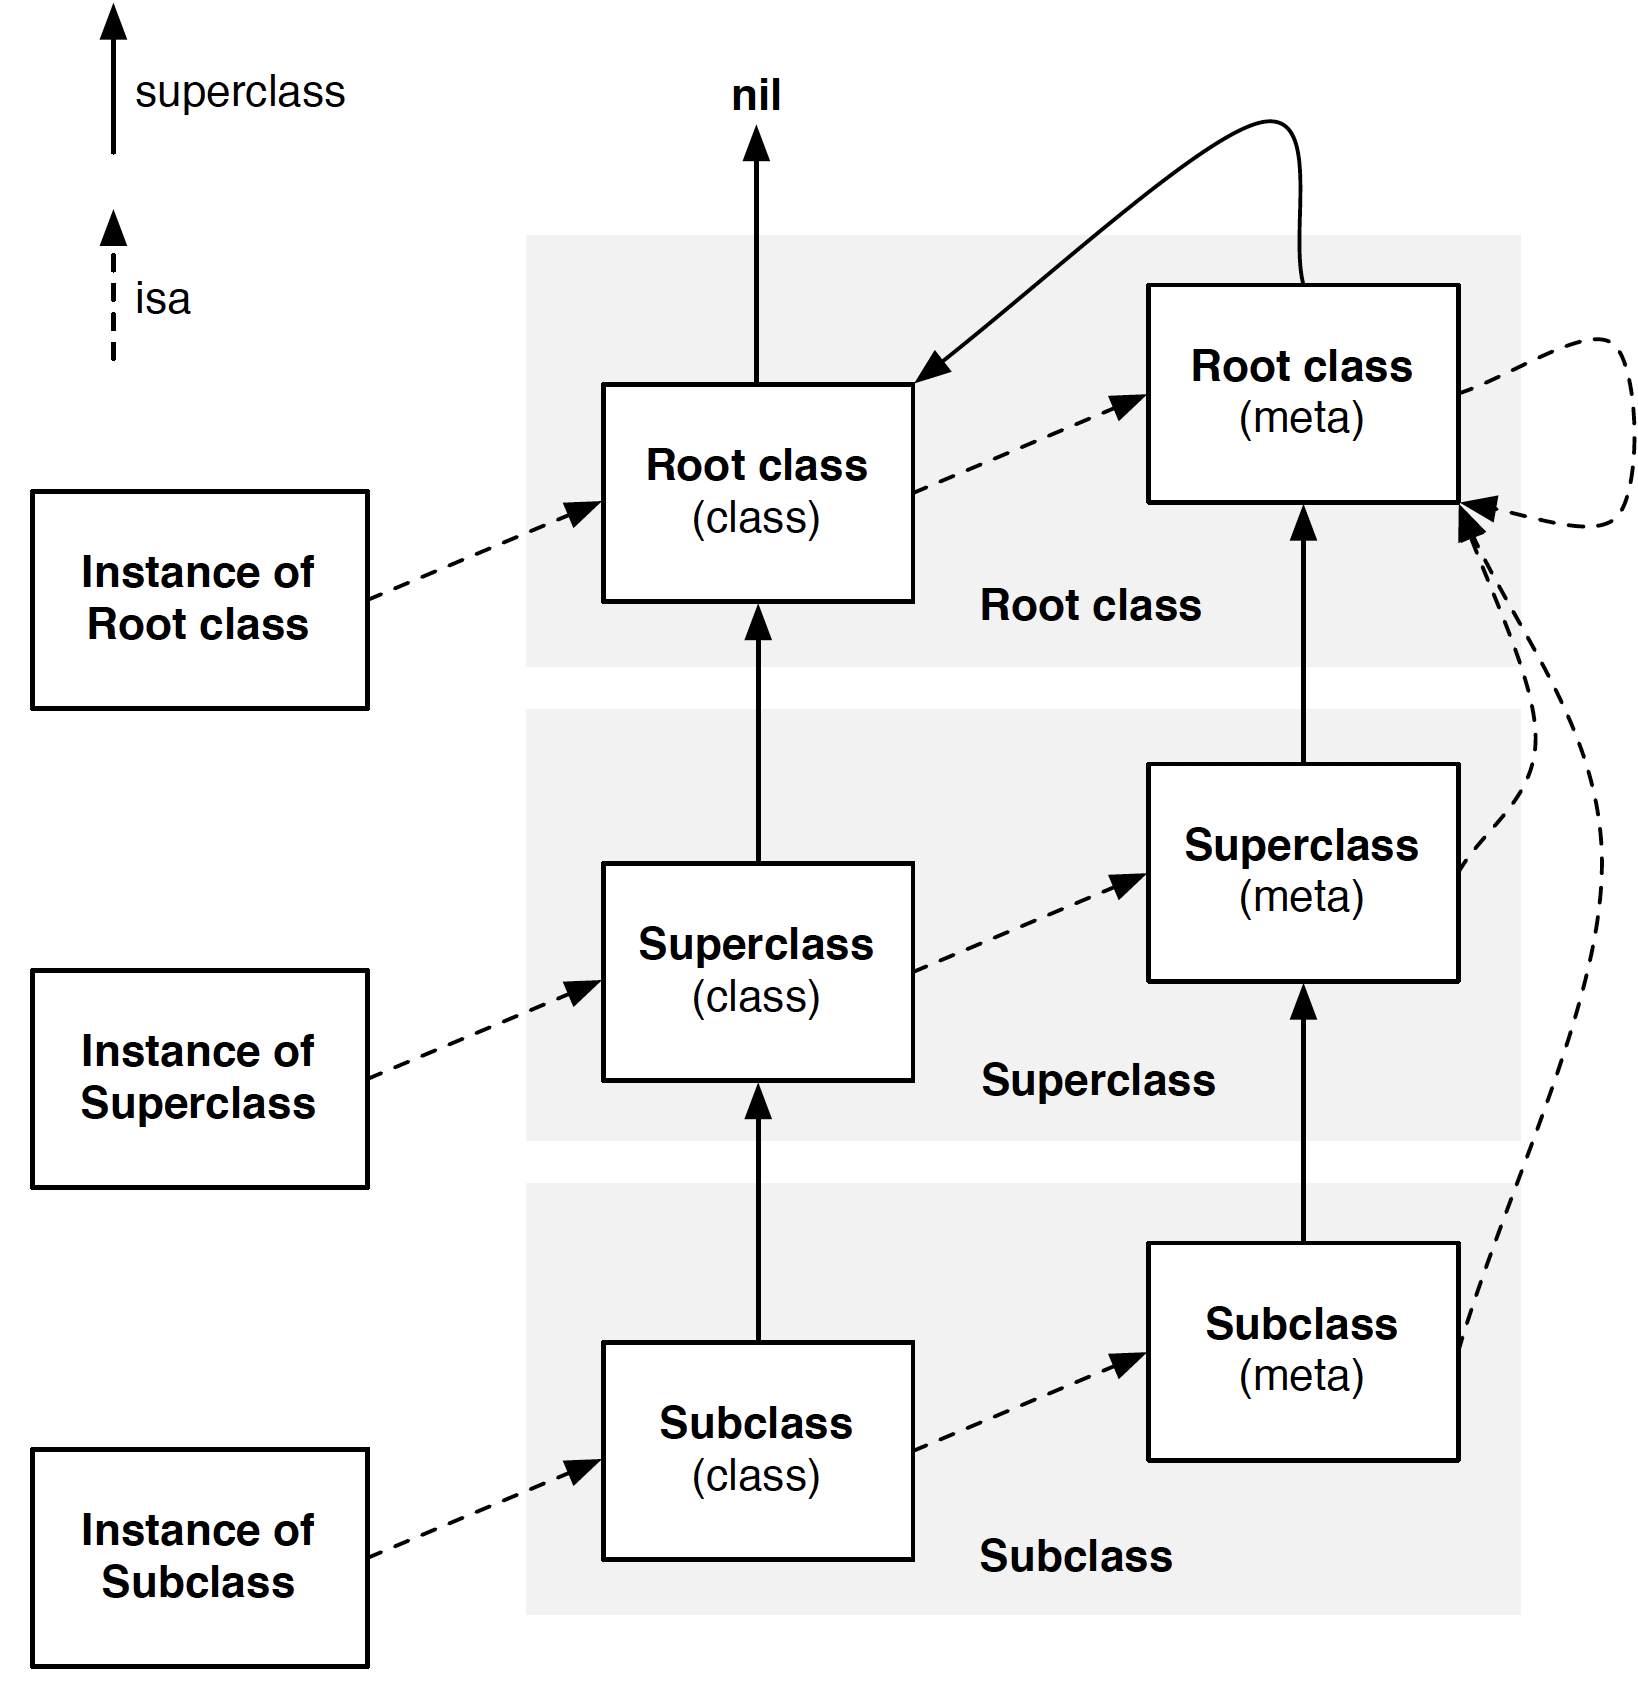 superclass
nil
isa
Root class
(meta)
Root class
(class)
Instance of
Root class
Root class
Superclass
(meta)
Superclass
(class)
Instance of
Superclass
Superclass
Subclass
(meta)
Subclass
(class)
Instance of
Subclass
Subclass